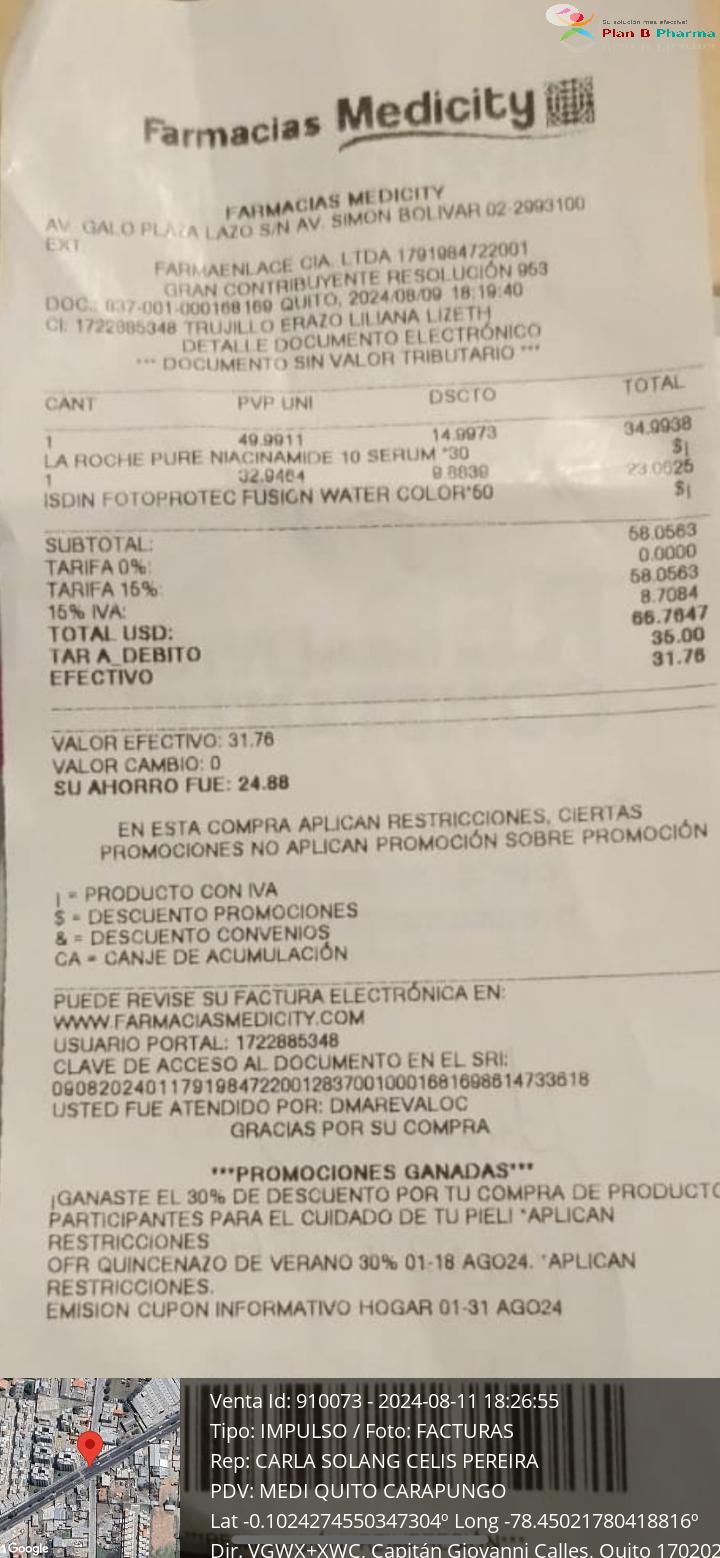 Su solución más efectiva!
Plan B Pharma
Farmacias Medicity
FARMACIAS MEDICITY
AV. GALO PLAZA LAZO S/N AV. SIMON BOLIVAR 02-2993100
EXT.
FARMAENLACE CIA. LTDA 1791984722001
GRAN CONTRIBUYENTE RESOLUCIÓN 953
DOC.: 037-001-000168169 QUITO, 2024/08/09 18:19:40
CI: 1722885348 TRUJILLO ERAZO LILIANA LIZETH
DETALLE DOCUMENTO ELECTRÓNICO
*** DOCUMENTO SIN VALOR TRIBUTARIO ***
CANT PVP UNI DSCTO TOTAL
1 49.9911 14.9973 34.9938
LA ROCHE PURE NIACINAMIDE 10 SERUM *30 $|
1 32.9464 9.8839 23.0625
ISDIN FOTOPROTEC FUSION WATER COLOR*50 $|
SUBTOTAL: 58.0563
TARIFA 0%: 0.0000
TARIFA 15%: 58.0563
15% IVA: 8.7084
TOTAL USD: 66.7647
TAR A_DEBITO 35.00
EFECTIVO 31.76
VALOR EFECTIVO: 31.76
VALOR CAMBIO: 0
SU AHORRO FUE: 24.88
EN ESTA COMPRA APLICAN RESTRICCIONES, CIERTAS
PROMOCIONES NO APLICAN PROMOCIÓN SOBRE PROMOCIÓN
| = PRODUCTO CON IVA
$ = DESCUENTO PROMOCIONES
& = DESCUENTO CONVENIOS
CA = CANJE DE ACUMULACIÓN
PUEDE REVISE SU FACTURA ELECTRÓNICA EN:
WWW.FARMACIASMEDICITY.COM
USUARIO PORTAL: 1722885348
CLAVE DE ACCESO AL DOCUMENTO EN EL SRI:
0908202401179198472200128370010001681698614733618
USTED FUE ATENDIDO POR: DMAREVALOC
GRACIAS POR SU COMPRA
***PROMOCIONES GANADAS***
¡GANASTE EL 30% DE DESCUENTO POR TU COMPRA DE PRODUCTO
PARTICIPANTES PARA EL CUIDADO DE TU PIEL! *APLICAN
RESTRICCIONES
OFR QUINCENAZO DE VERANO 30% 01-18 AGO24. *APLICAN
RESTRICCIONES.
EMISION CUPON INFORMATIVO HOGAR 01-31 AGO24
Venta Id: 910073 - 2024-08-11 18:26:55
Tipo: IMPULSO / Foto: FACTURAS
Rep: CARLA SOLANG CELIS PEREIRA
PDV: MEDI QUITO CARAPUNGO
Lat -0.1024274550347304º Long -78.45021780418816º
Dir. VGWX+XWC, Capitán Giovanni Calles, Quito 170202
Google